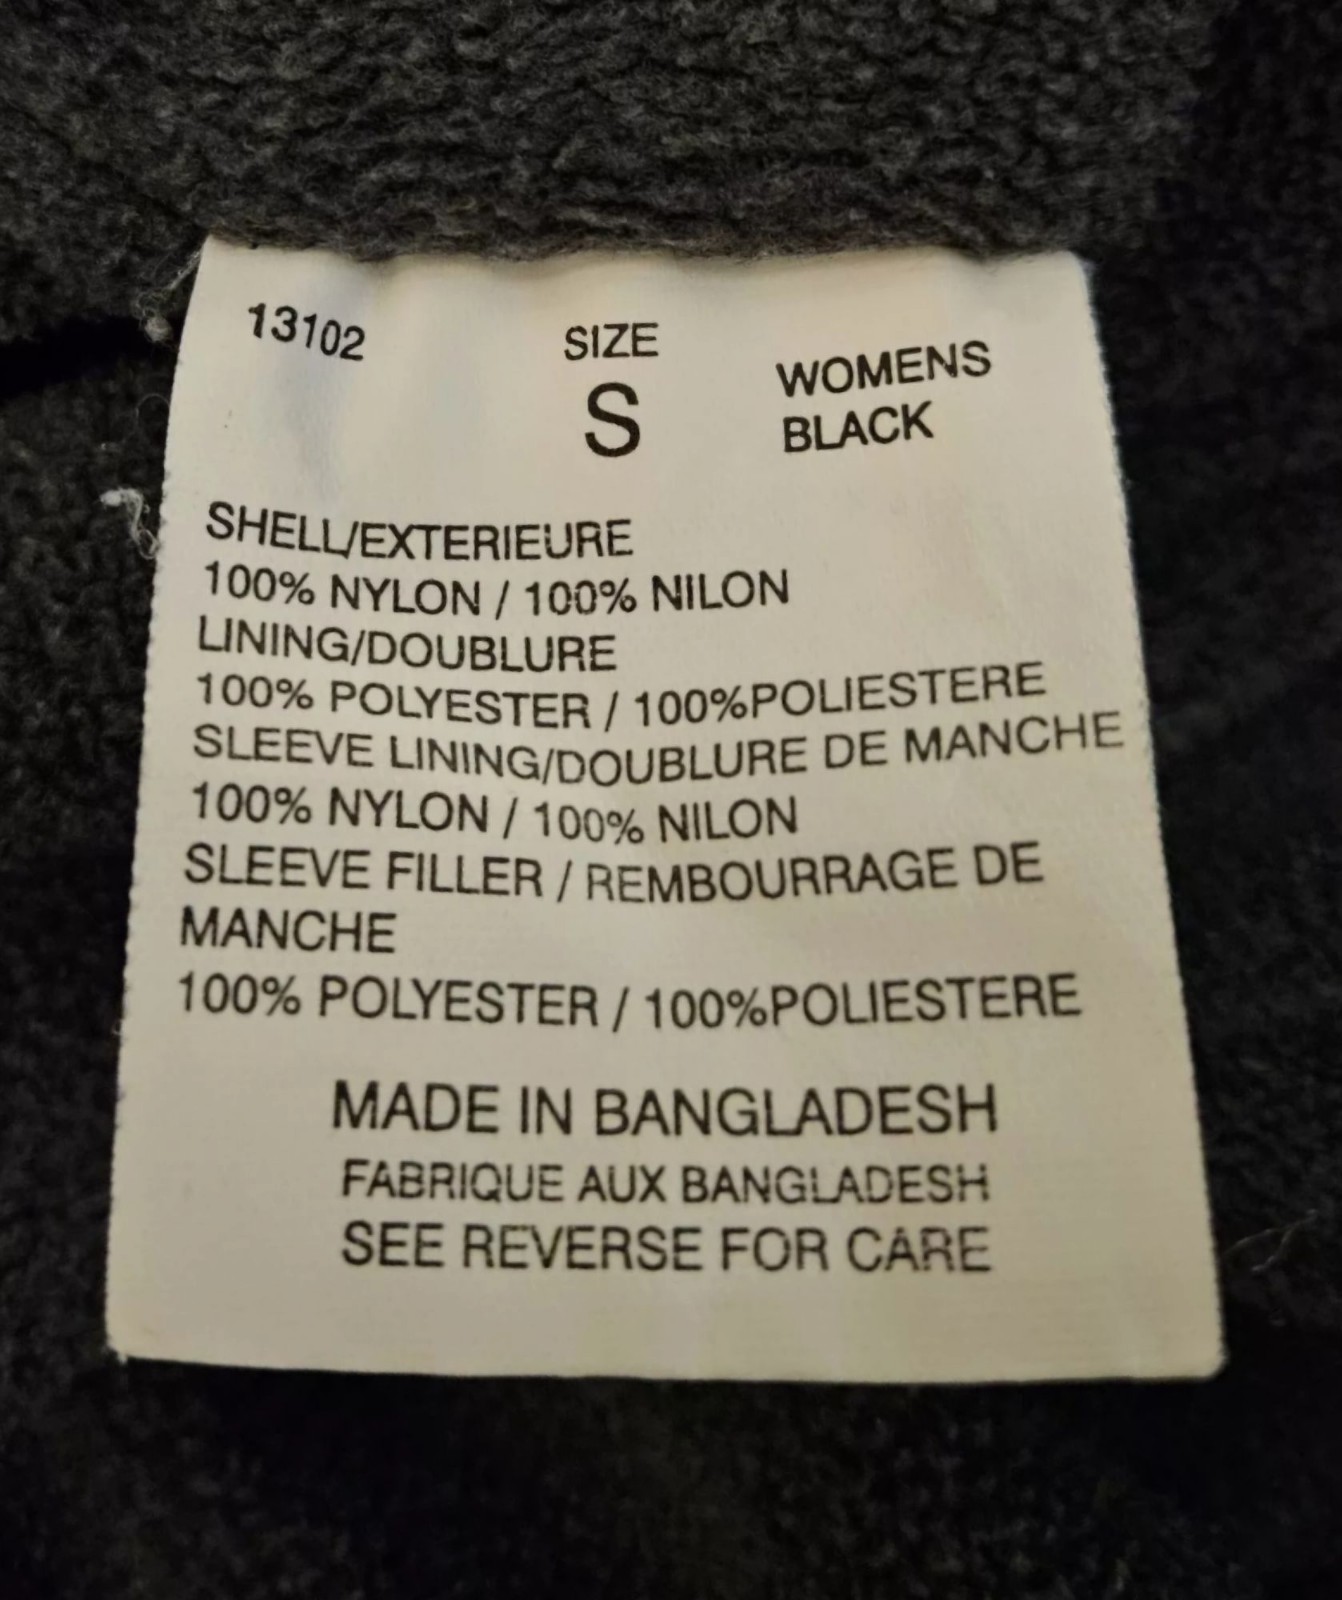 13102
SIZE
S
WOMENS
BLACK
SHELL/EXTERIEURE
100% NYLON / 100% NILON
LINING/DOUBLURE
100% POLYESTER / 100%POLIESTERE
SLEEVE LINING/DOUBLURE DE MANCHE
100% NYLON / 100% NILON
SLEEVE FILLER / REMBOURRAGE DE
MANCHE
100% POLYESTER / 100%POLIESTERE
MADE IN BANGLADESH
FABRIQUE AUX BANGLADESH
SEE REVERSE FOR CARE